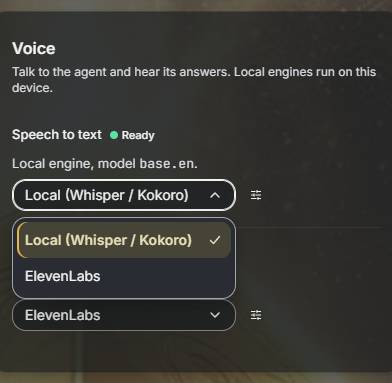 Voice
Talk to the agent and hear its answers. Local engines run on this
device.
Speech to text Ready
Local engine, model base.en.
Local (Whisper / Kokoro)
Local (Whisper / Kokoro)
ElevenLabs
ElevenLabs